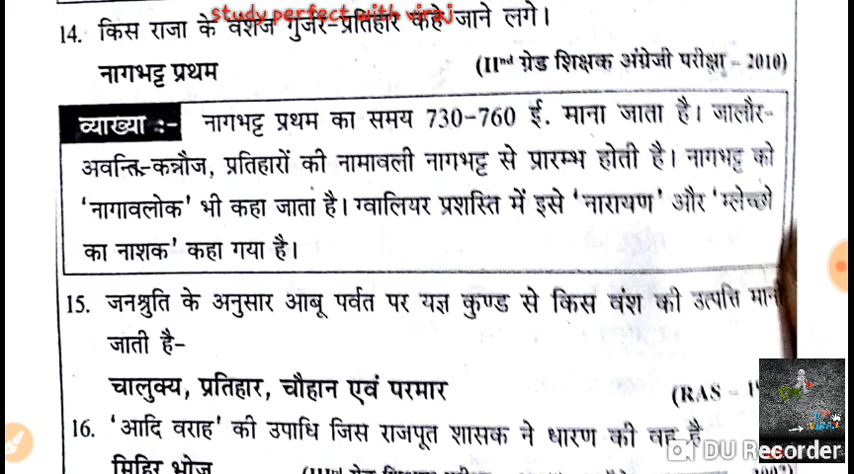 study perfect with viraj
14. किस राजा के वंशज गुर्जर-प्रतिहार कहे जाने लगे।
नागभट्ट प्रथम (IInd ग्रेड शिक्षक अंग्रेजी परीक्षा - 2010)
व्याख्या :- नागभट्ट प्रथम का समय 730-760 ई. माना जाता है। जालौर-
अवन्ति-कन्नौज, प्रतिहारों की नामावली नागभट्ट से प्रारम्भ होती है। नागभट्ट को
'नागावलोक' भी कहा जाता है। ग्वालियर प्रशस्ति में इसे 'नारायण' और 'म्लेच्छो
का नाशक' कहा गया है।
15. जनश्रुति के अनुसार आबू पर्वत पर यज्ञ कुण्ड से किस वंश की उत्पत्ति मानी
जाती है-
चालुक्य, प्रतिहार, चौहान एवं परमार (RAS -
16. 'आदि वराह' की उपाधि जिस राजपूत शासक ने धारण की वह है
DU Recorder
मिहिर भोज
VIRAJ